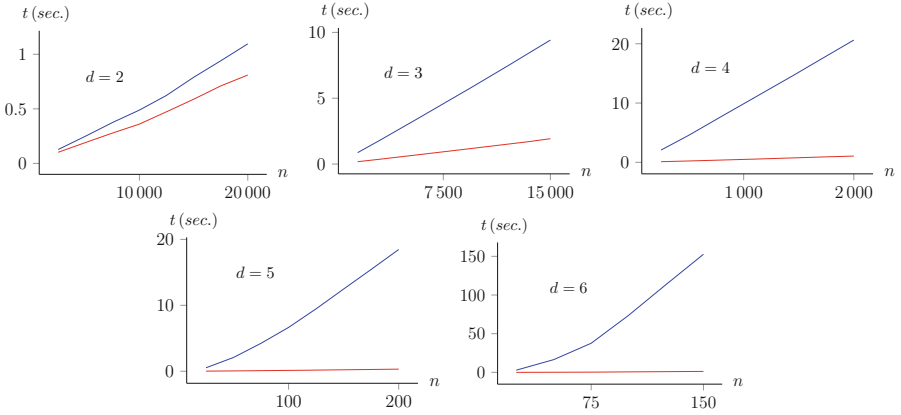 t (sec.)
1
0.5
0
d = 2
10 000
20 000
n
t (sec.)
10
5
0
d = 3
7 500
15 000
n
t (sec.)
20
10
0
d = 4
1 000
2 000
n
t (sec.)
20
10
0
d = 5
100
200
n
t (sec.)
150
100
50
0
d = 6
75
150
n